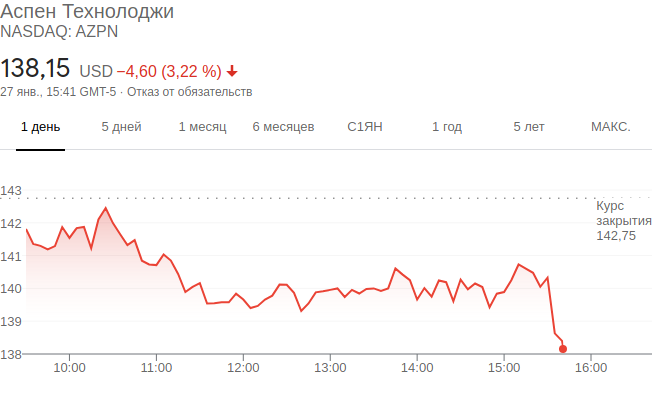 Аспен Технолоджи
NASDAQ: AZPN
138,15 USD −4,60 (3,22 %)
27 янв., 15:41 GMT-5 · Отказ от обязательств
1 день 5 дней 1 месяц 6 месяцев С1ЯН 1 год 5 лет МАКС.
143
Курс
закрытия
142,75
142
141
140
139
138
10:00 11:00 12:00 13:00 14:00 15:00 16:00